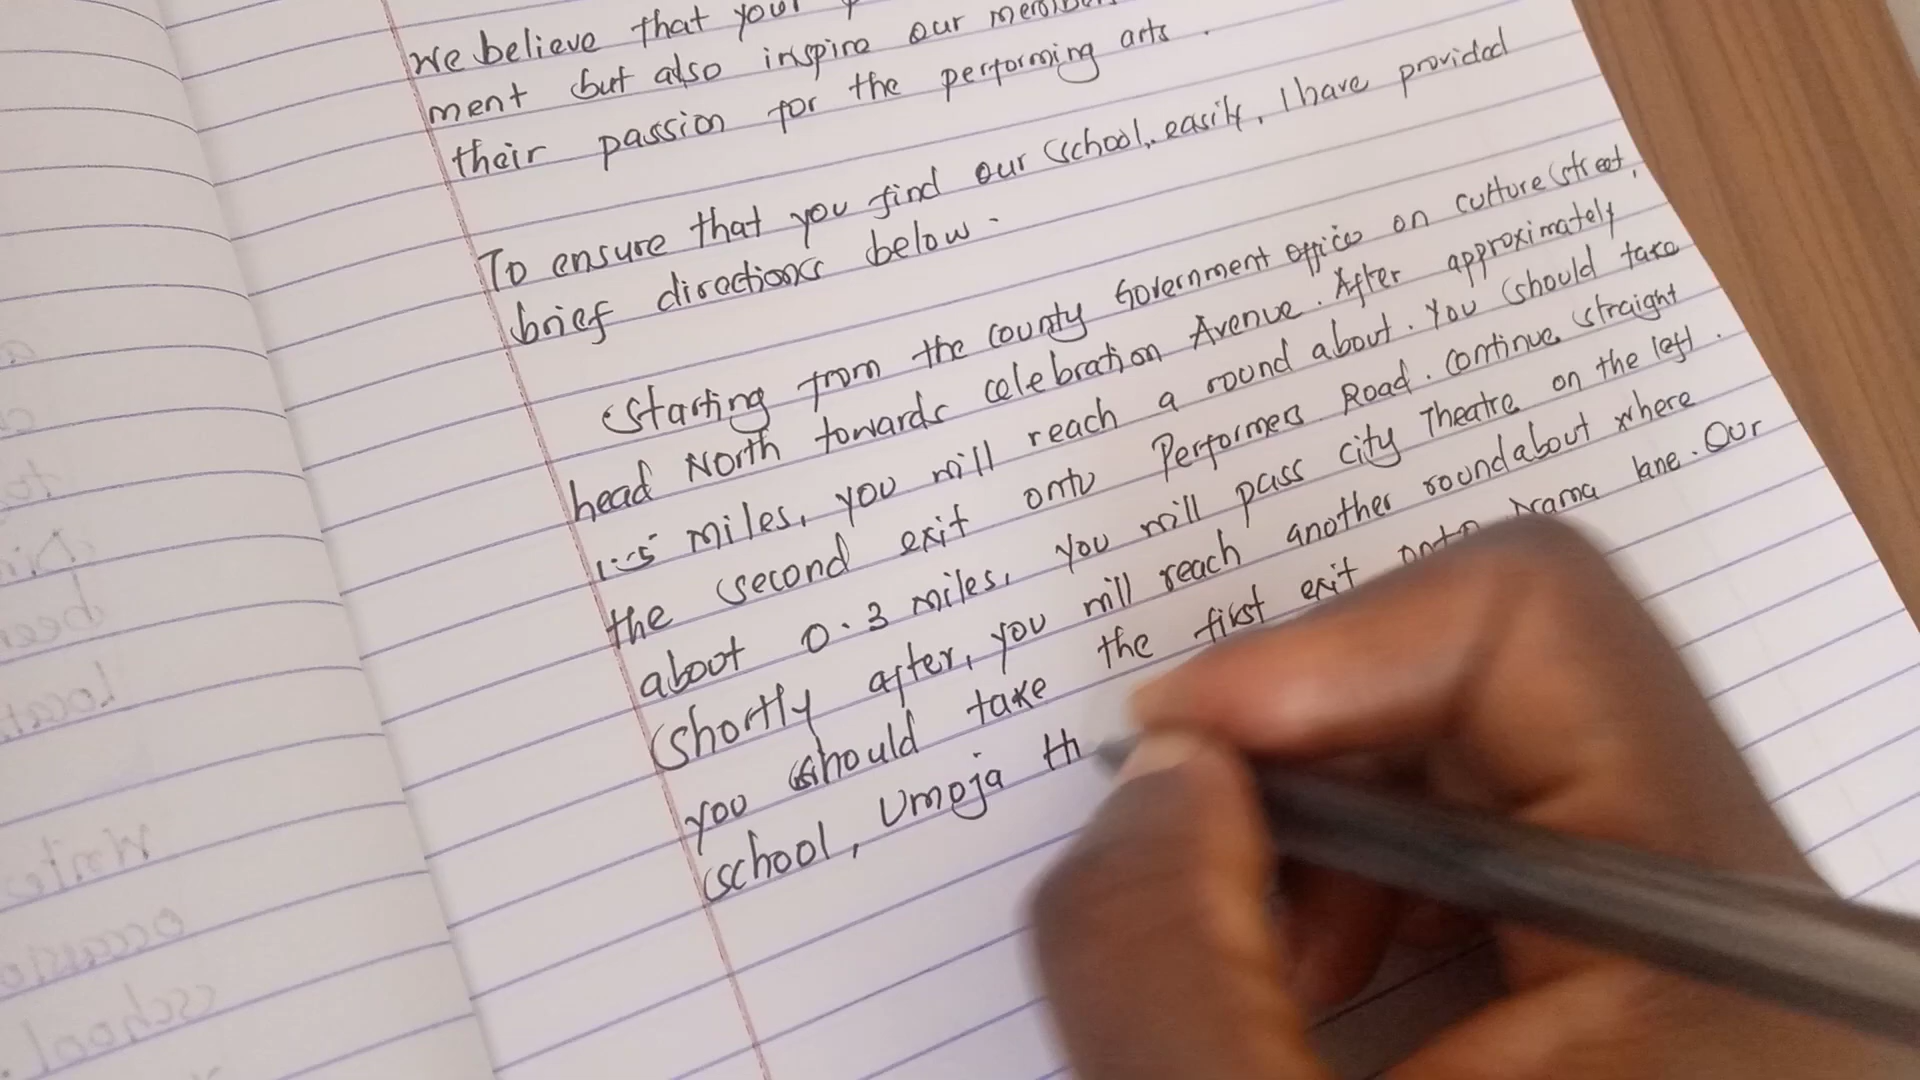 We believe that your
ment but also inspire our
their passion for the performing arts.
To ensure that you find our school, easily, I have provided
brief directions below.
Starting from the county Government office on culture street,
head North towards celebration Avenue. After approximately
1.5 miles, you will reach a round about. You should take
the second exit onto Performers Road. continue straight
about 0.3 miles, you will pass city Theatre on the left.
Shortly after, you will reach another roundabout where
you should take the first exit onto Drama lane. Our
school, Umoja